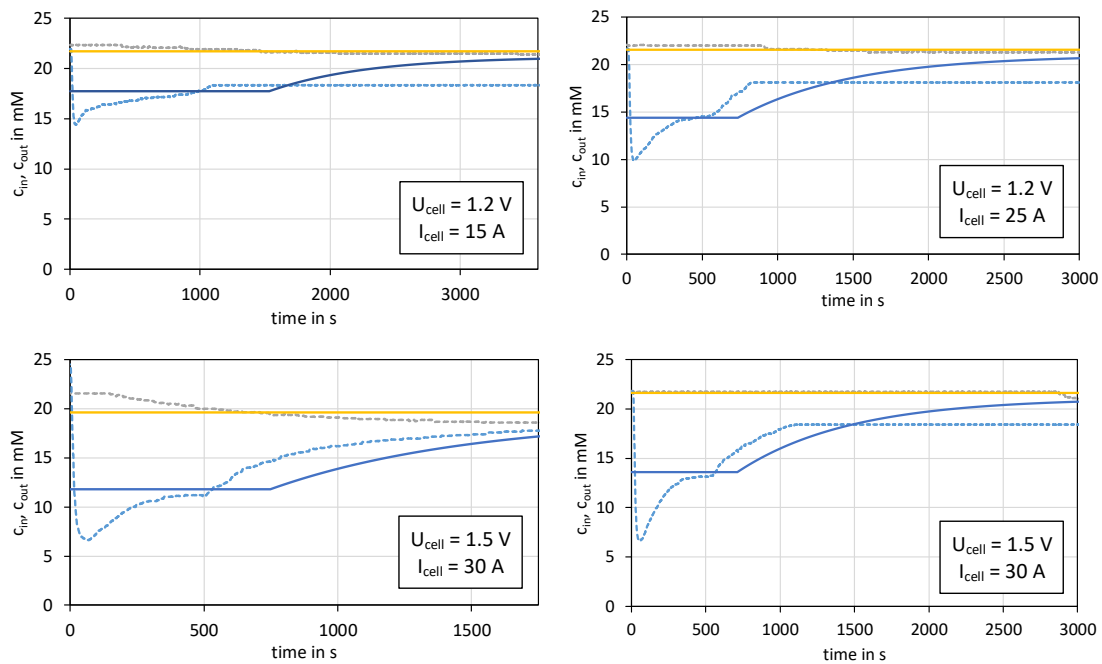 25
20
15
10
5
0
c_in, c_out in mM
0 1000 2000 3000
time in s
U_cell = 1.2 V
I_cell = 15 A
25
20
15
10
5
0
c_in, c_out in mM
0 500 1000 1500 2000 2500 3000
time in s
U_cell = 1.2 V
I_cell = 25 A
25
20
15
10
5
0
c_in, c_out in mM
0 500 1000 1500
time in s
U_cell = 1.5 V
I_cell = 30 A
25
20
15
10
5
0
c_in, c_out in mM
0 500 1000 1500 2000 2500 3000
time in s
U_cell = 1.5 V
I_cell = 30 A